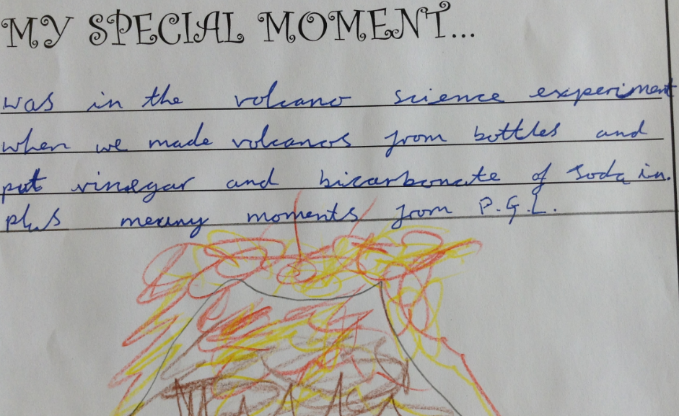 MY SPECIAL MOMENT...
was in the volcano science experiment
when we made volcanos from bottles and
put vinegar and bicarbonate of soda in.
plus meny moments from P.G.L.